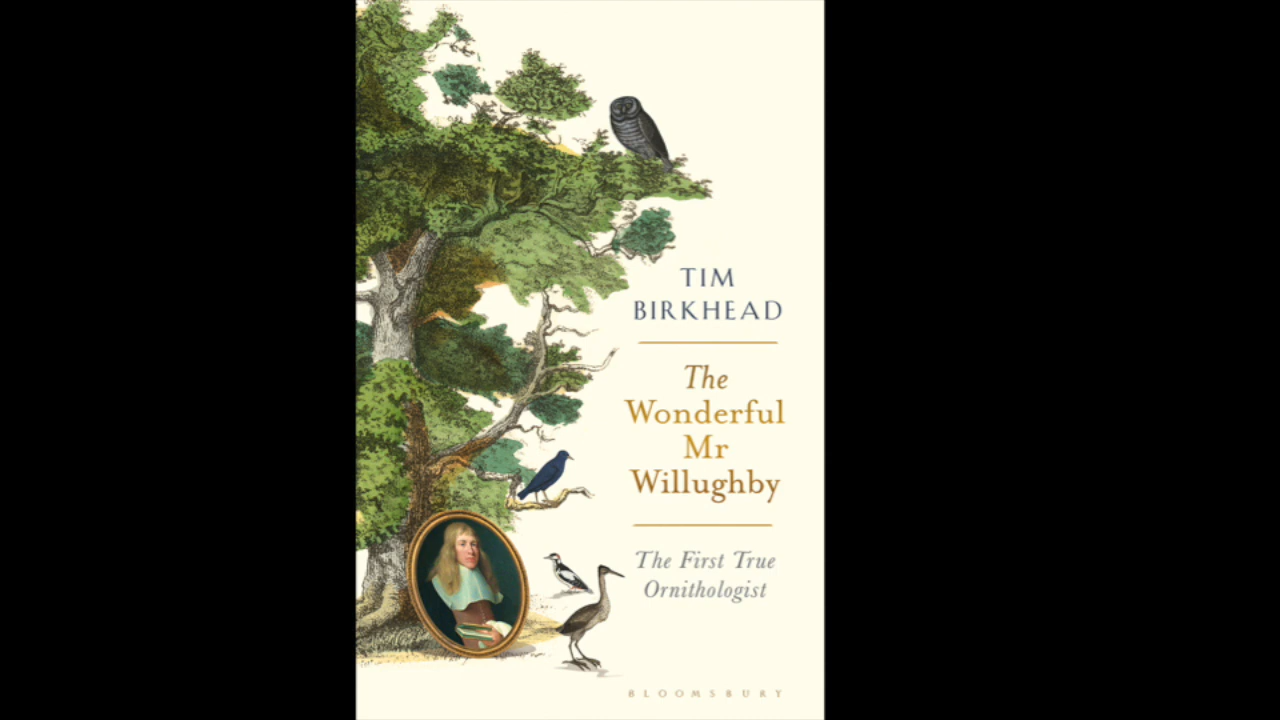 TIM
BIRKHEAD
The
Wonderful
Mr
Willughby
The First True
Ornithologist
BLOOMSBURY